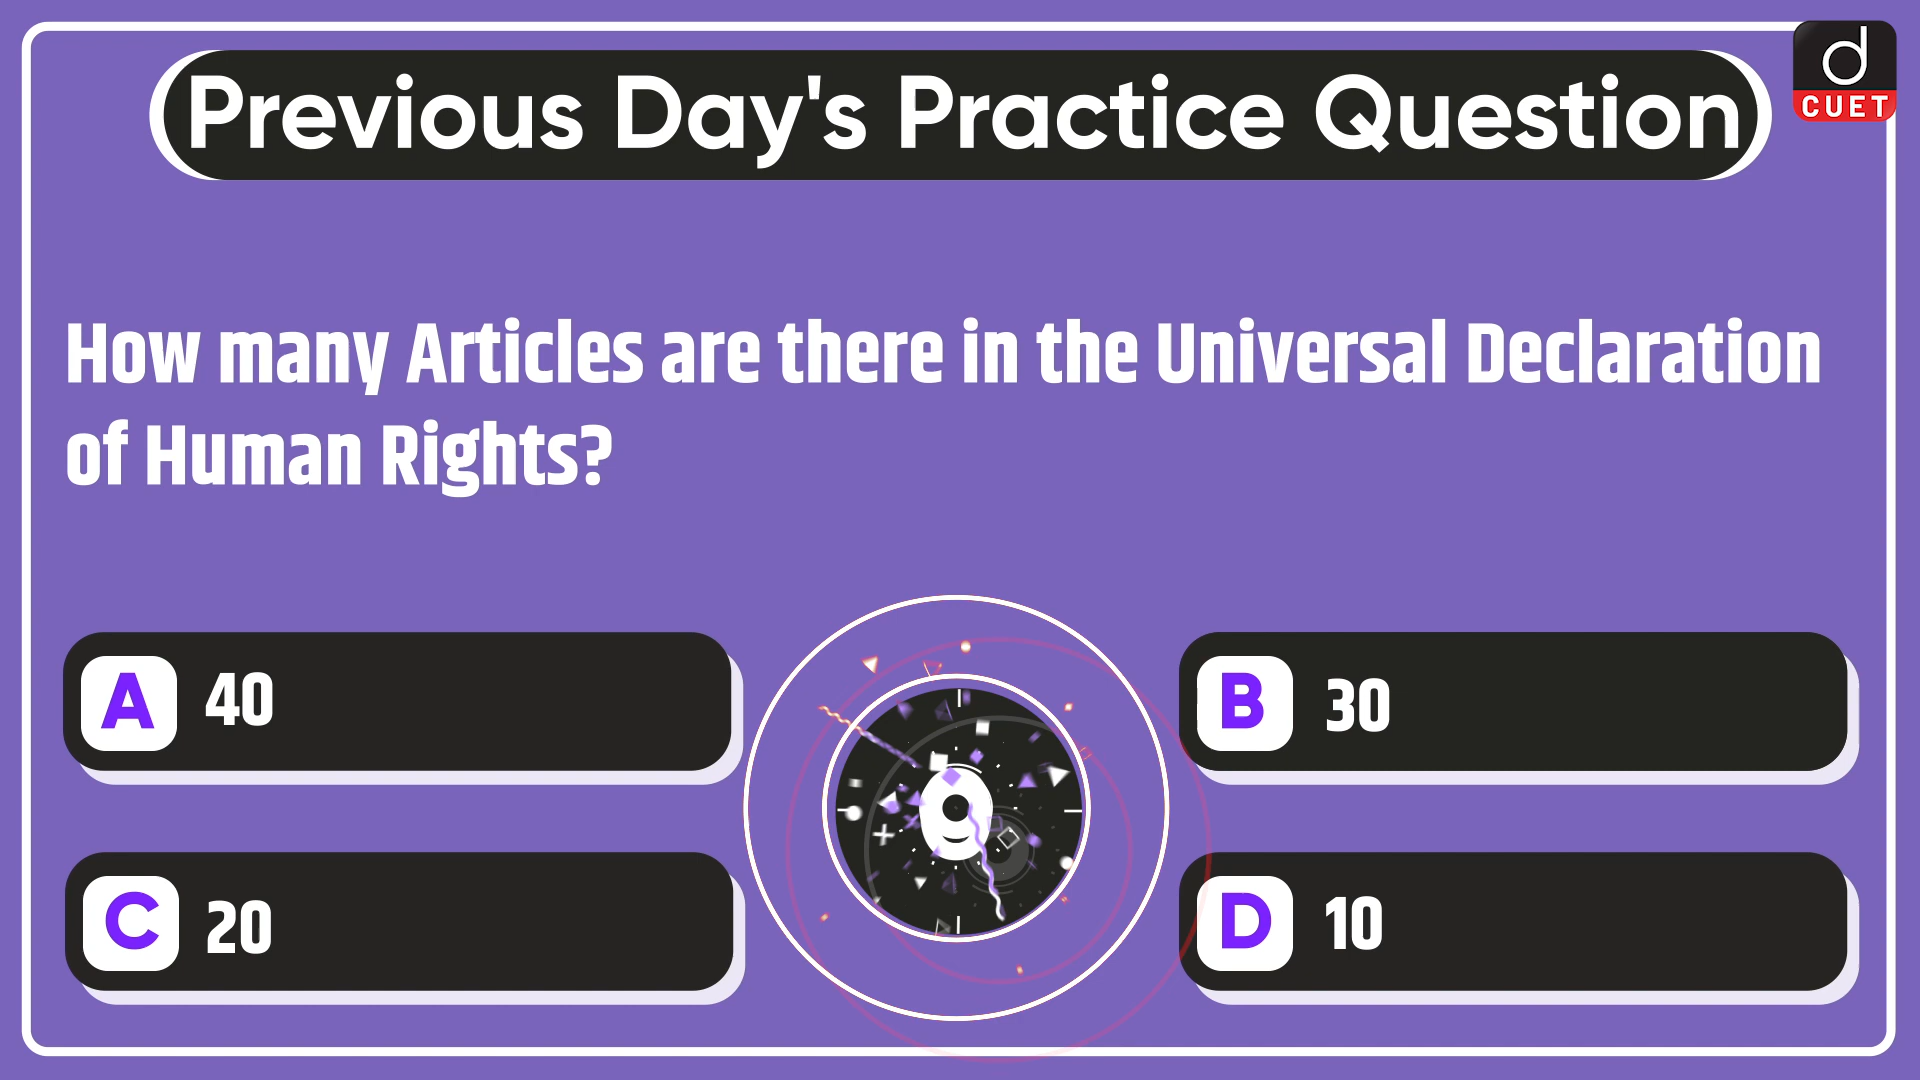 d
CUET
Previous Day's Practice Question
How many Articles are there in the Universal Declaration
of Human Rights?
A 40
B 30
C 20
D 10